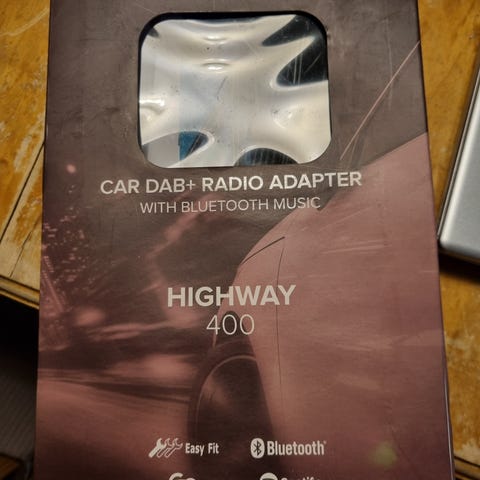 CAR DAB+ RADIO ADAPTER
WITH BLUETOOTH MUSIC
HIGHWAY
400
Easy Fit
Bluetooth®